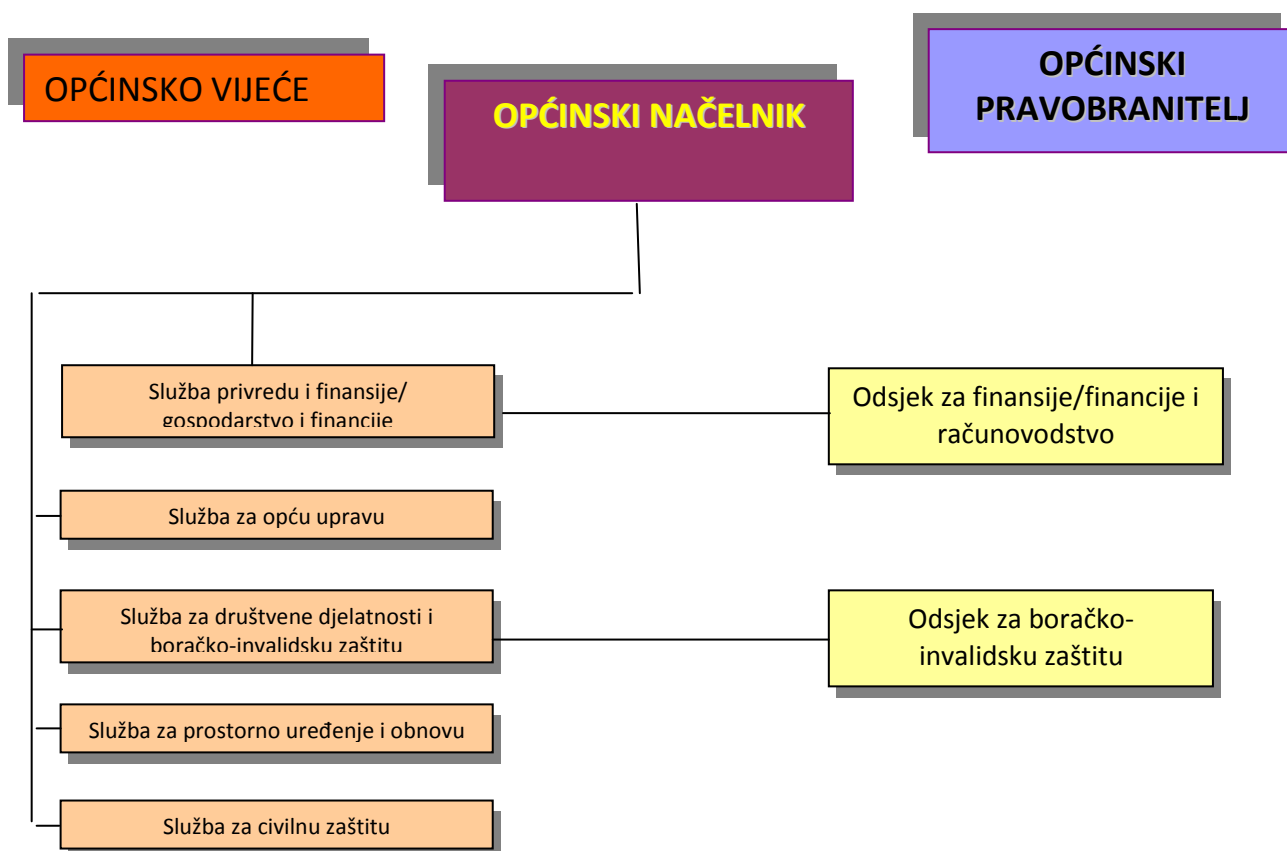 OPĆINSKO VIJEĆE
OPĆINSKI NAČELNIK
OPĆINSKI
PRAVOBRANITELJ
Služba privredu i finansije/
gospodarstvo i financije
Odsjek za finansije/financije i
računovodstvo
Služba za opću upravu
Služba za društvene djelatnosti i
boračko-invalidsku zaštitu
Odsjek za boračko-
invalidsku zaštitu
Služba za prostorno uređenje i obnovu
Služba za civilnu zaštitu